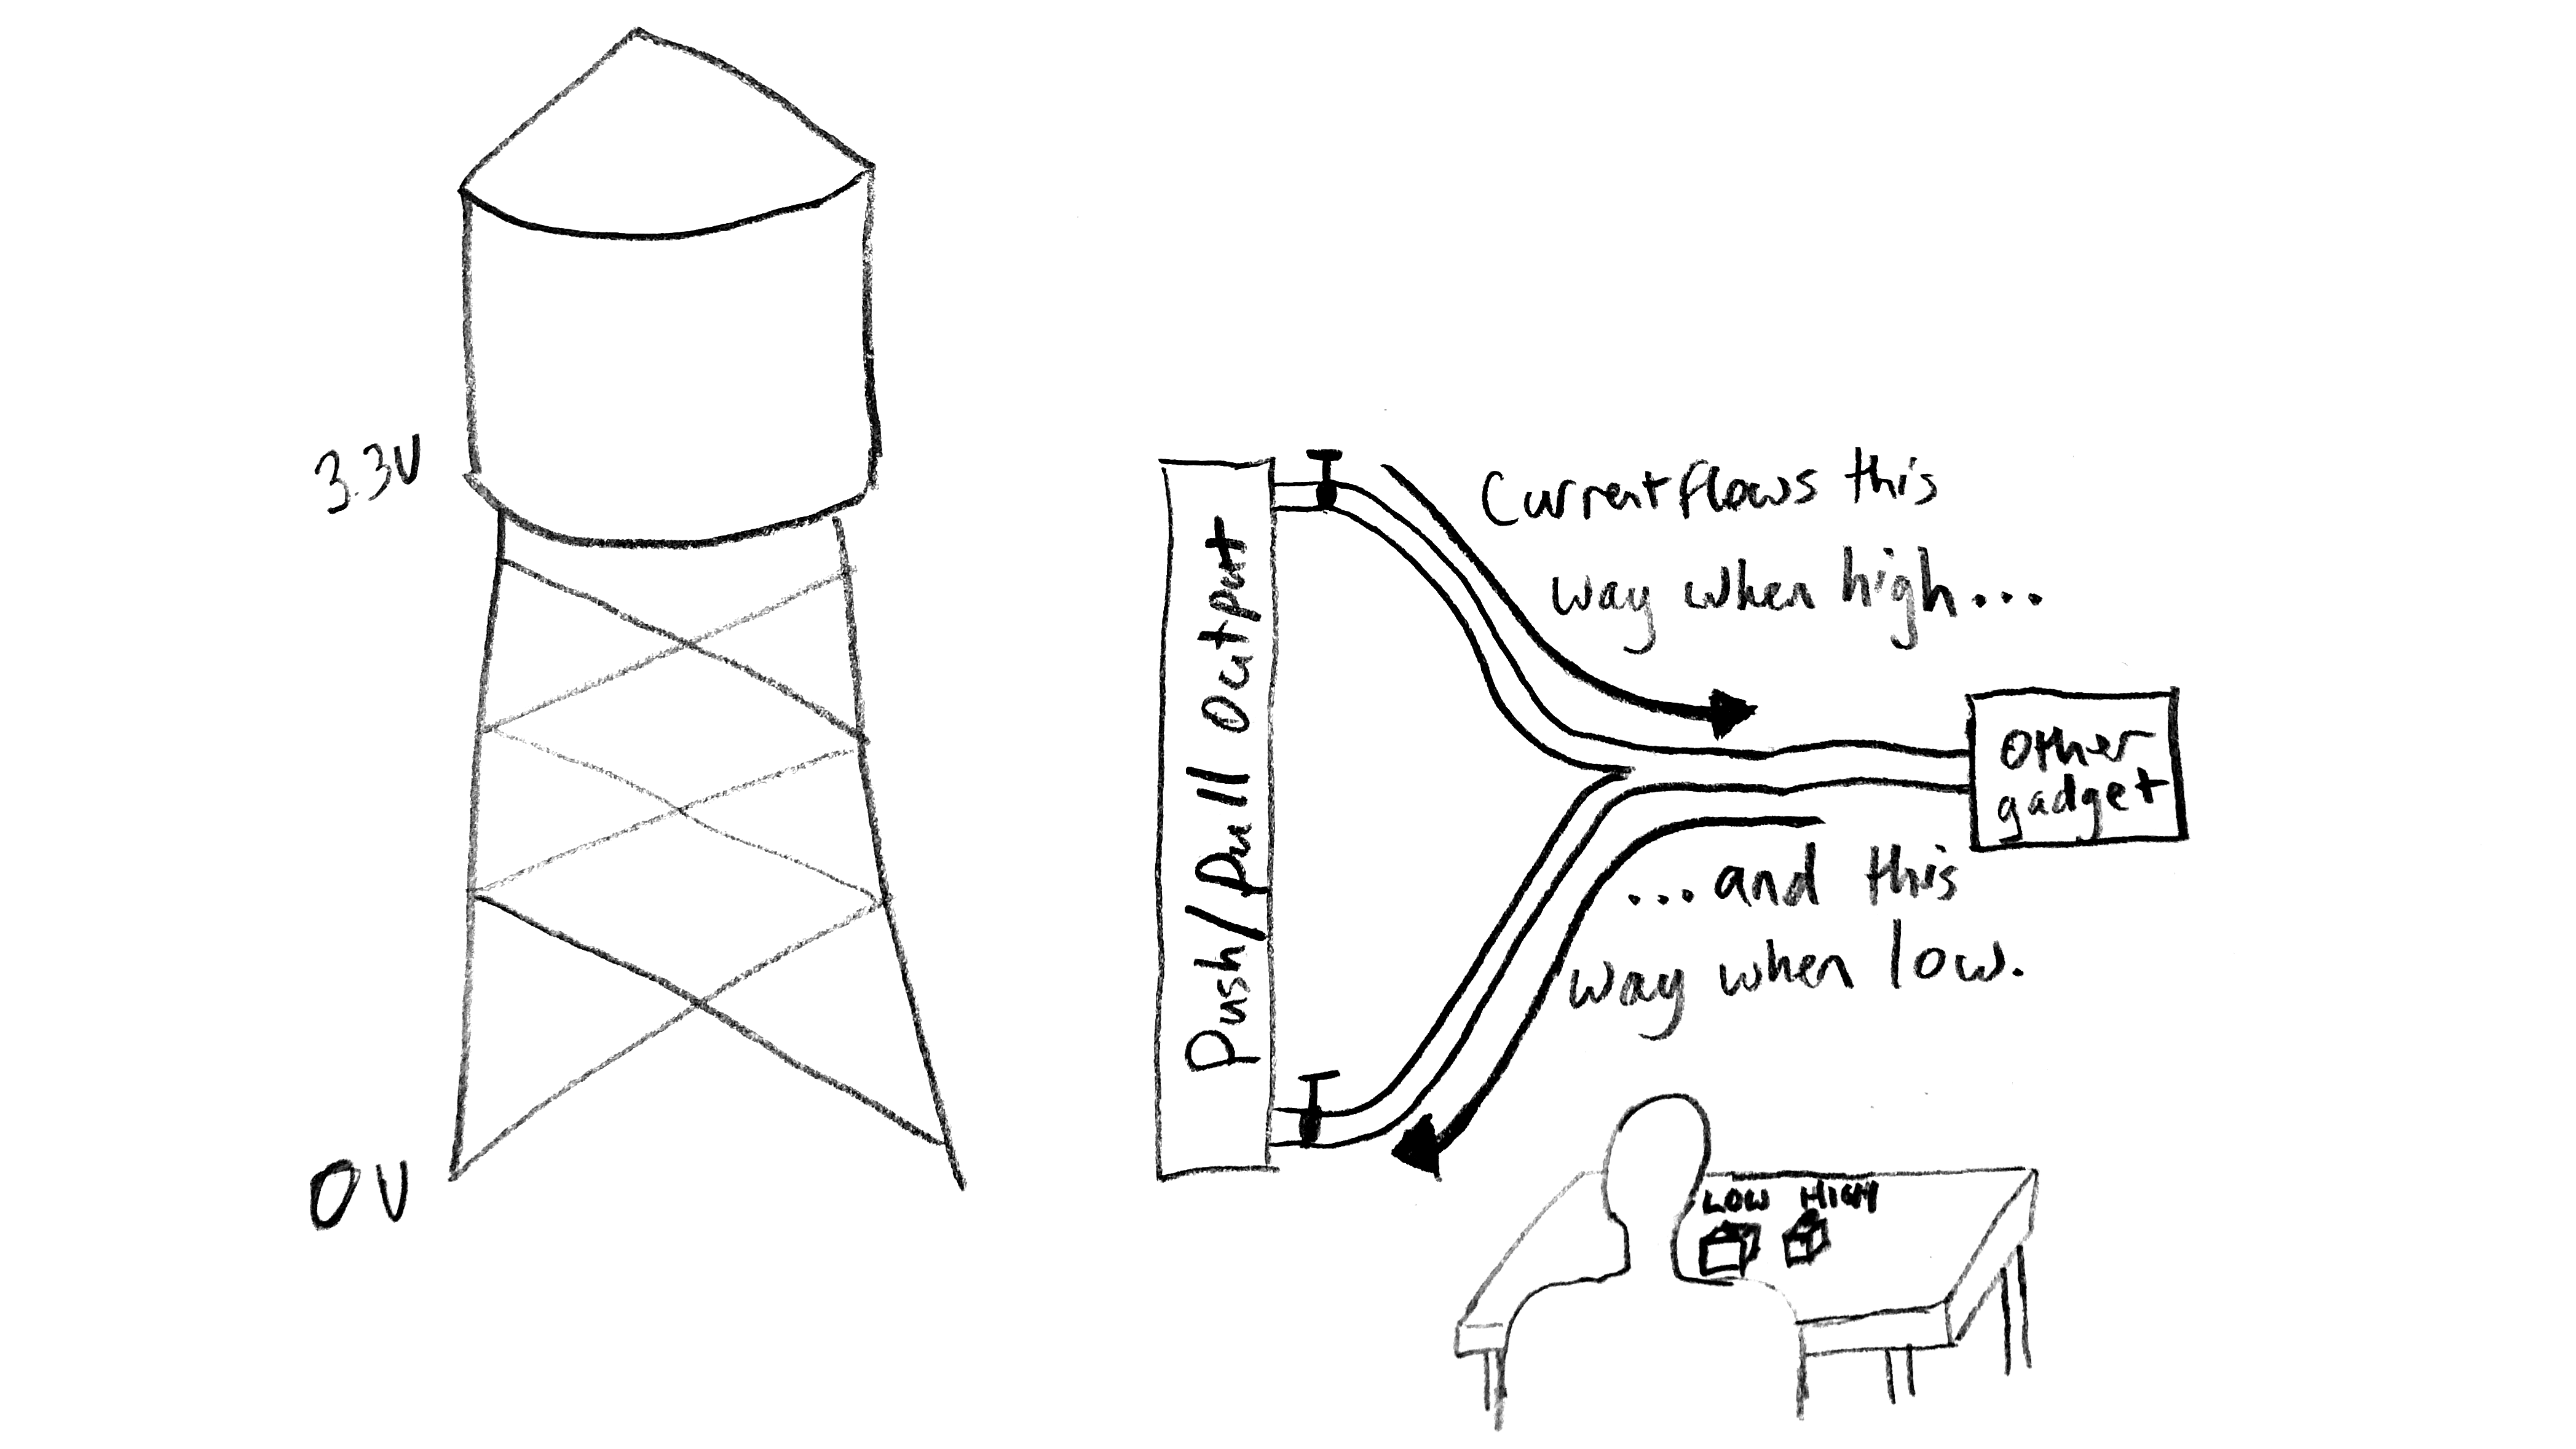 3.3V
0V
Push/Pull Output
Current flows this
way when high...
other
gadget
...and this
way when low.
LOW HIGH